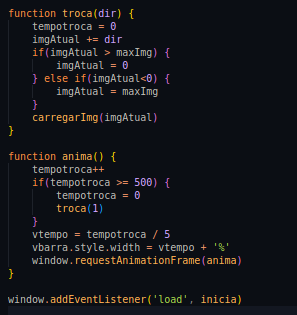 function troca(dir) {
    tempotroca = 0
    imgAtual += dir
    if(imgAtual > maxImg) {
        imgAtual = 0
    } else if(imgAtual<0) {
        imgAtual = maxImg
    }
    carregarImg(imgAtual)
}

function anima() {
    tempotroca++
    if(tempotroca >= 500) {
        tempotroca = 0
        troca(1)
    }
    vtempo = tempotroca / 5
    vbarra.style.width = vtempo + '%'
    window.requestAnimationFrame(anima)
}

window.addEventListener('load', inicia)